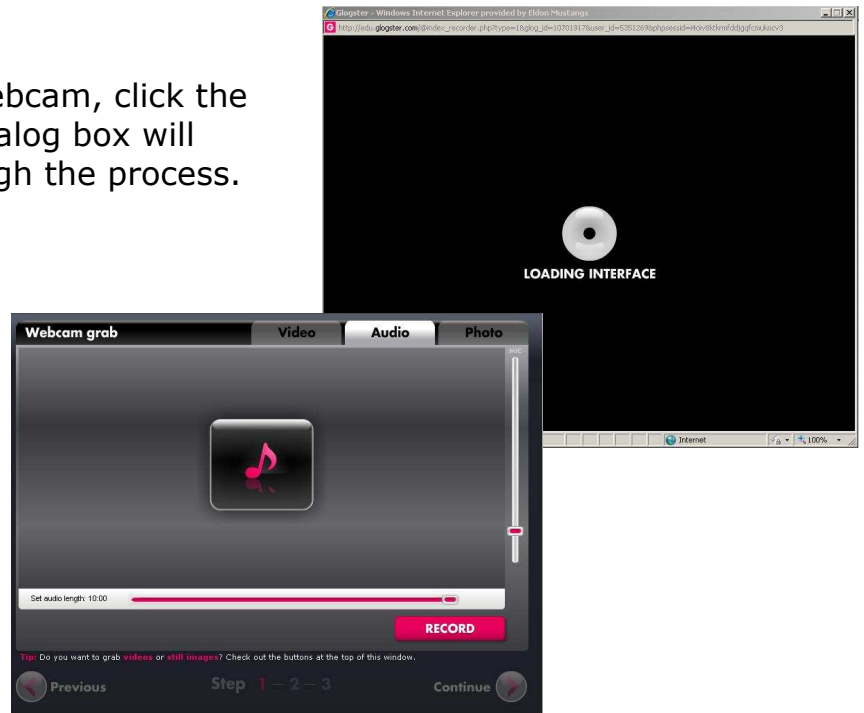 ebcam, click the
alog box will
gh the process.
Glogster - Windows Internet Explorer provided by Eldon Mustangs
LOADING INTERFACE
Internet
100%
Webcam grab
Video
Audio
Photo
MIC
Set audio length: 10:00
RECORD
Tip: Do you want to grab videos or still images? Check out the buttons at the top of this window.
Previous
Step 1 – 2 – 3
Continue